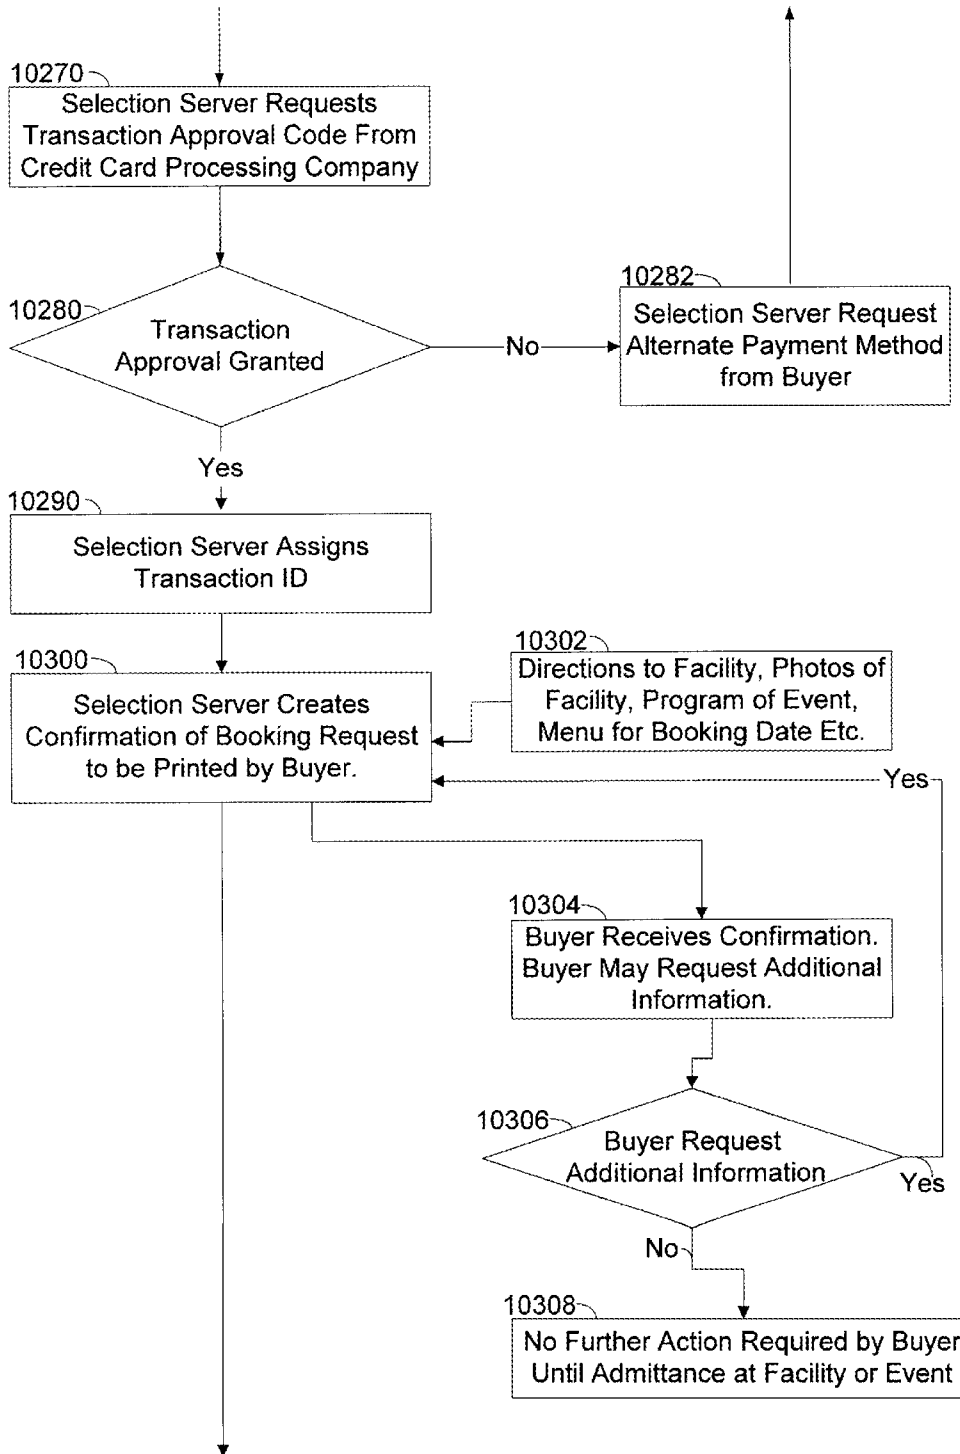 10270
Selection Server Requests
Transaction Approval Code From
Credit Card Processing Company
10280
Transaction
Approval Granted
No
10282
Selection Server Request
Alternate Payment Method
from Buyer
Yes
10290
Selection Server Assigns
Transaction ID
10300
Selection Server Creates
Confirmation of Booking Request
to be Printed by Buyer.
10302
Directions to Facility, Photos of
Facility, Program of Event,
Menu for Booking Date Etc.
Yes
10304
Buyer Receives Confirmation.
Buyer May Request Additional
Information.
10306
Buyer Request
Additional Information
Yes
No
10308
No Further Action Required by Buyer
Until Admittance at Facility or Event